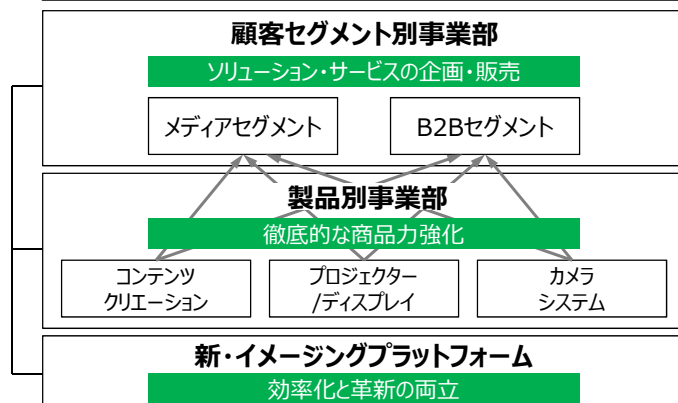 顧客セグメント別事業部
ソリューション・サービスの企画・販売
メディアセグメント
B2Bセグメント
製品別事業部
徹底的な商品力強化
コンテンツ
クリエーション
プロジェクター
/ディスプレイ
カメラ
システム
新・イメージングプラットフォーム
効率化と革新の両立